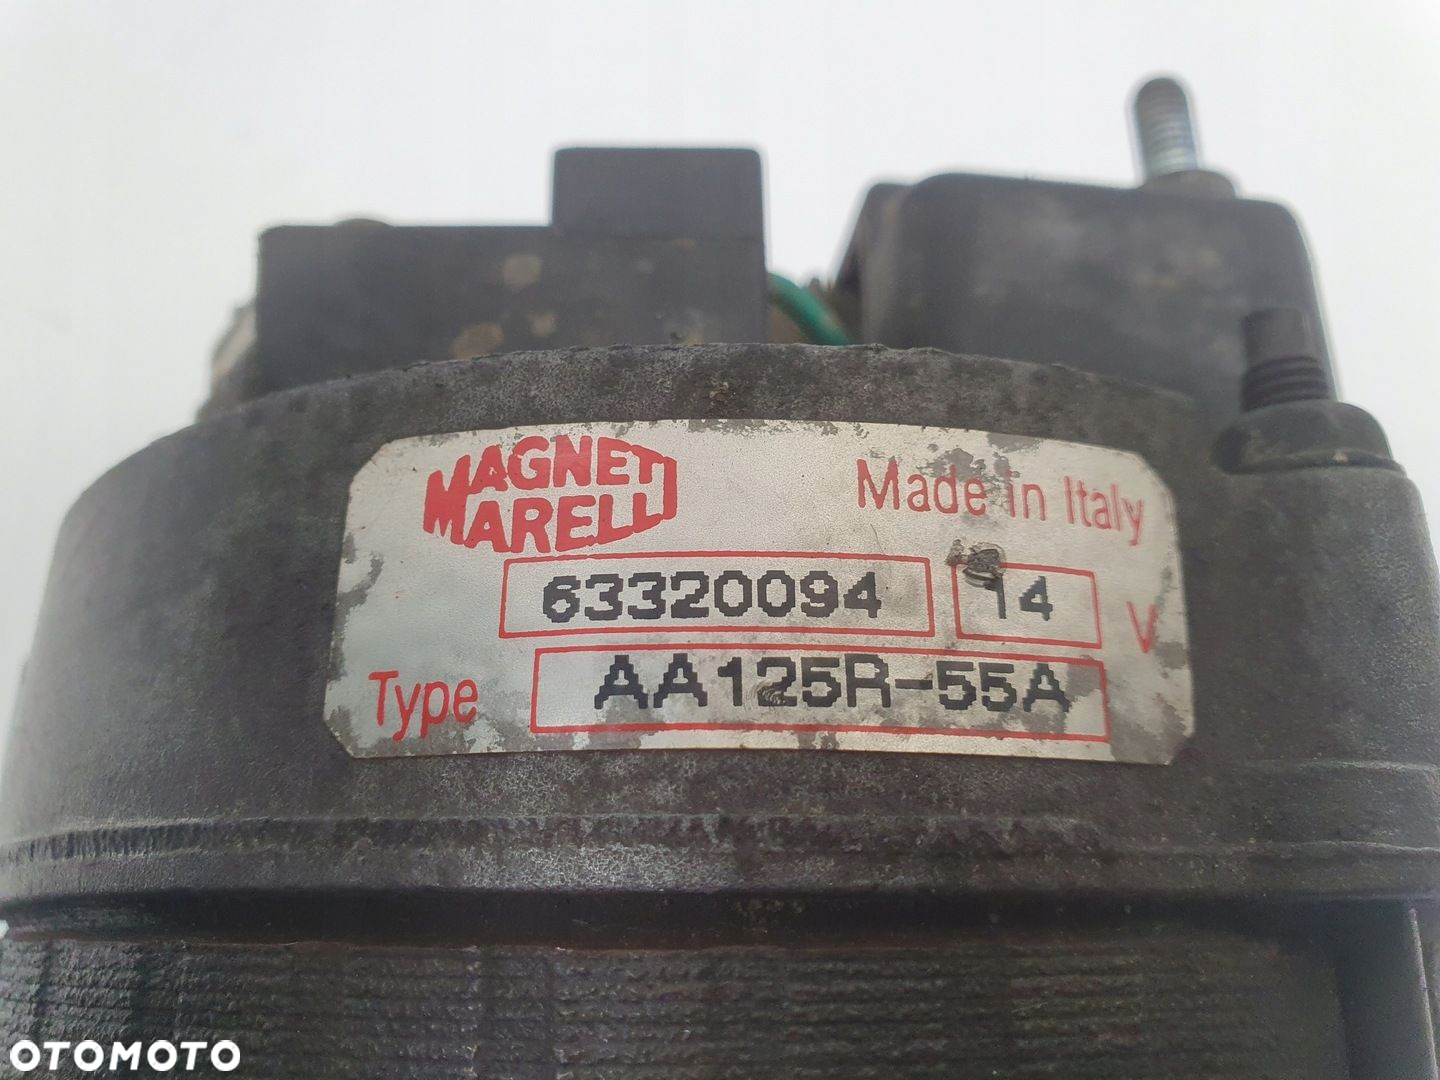 MAGNETI
MARELLI
Made in Italy
63320094 14 V
Type AA125R-55A
OTOMOTO